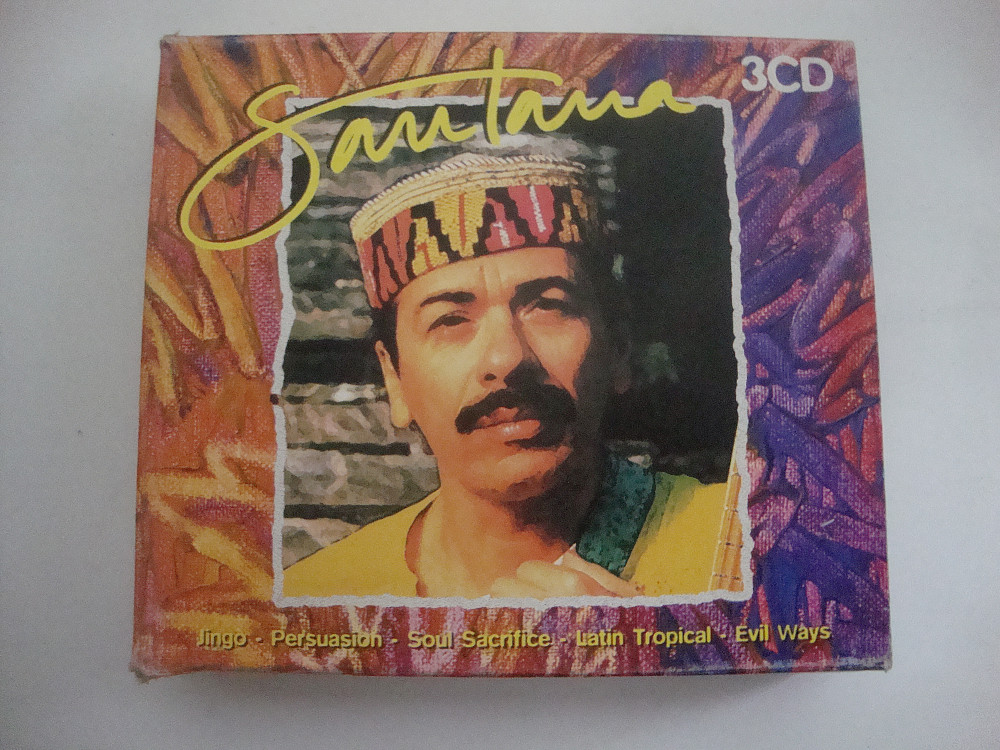 Santana
3CD
Jingo - Persuasion - Soul Sacrifice - Latin Tropical - Evil Ways